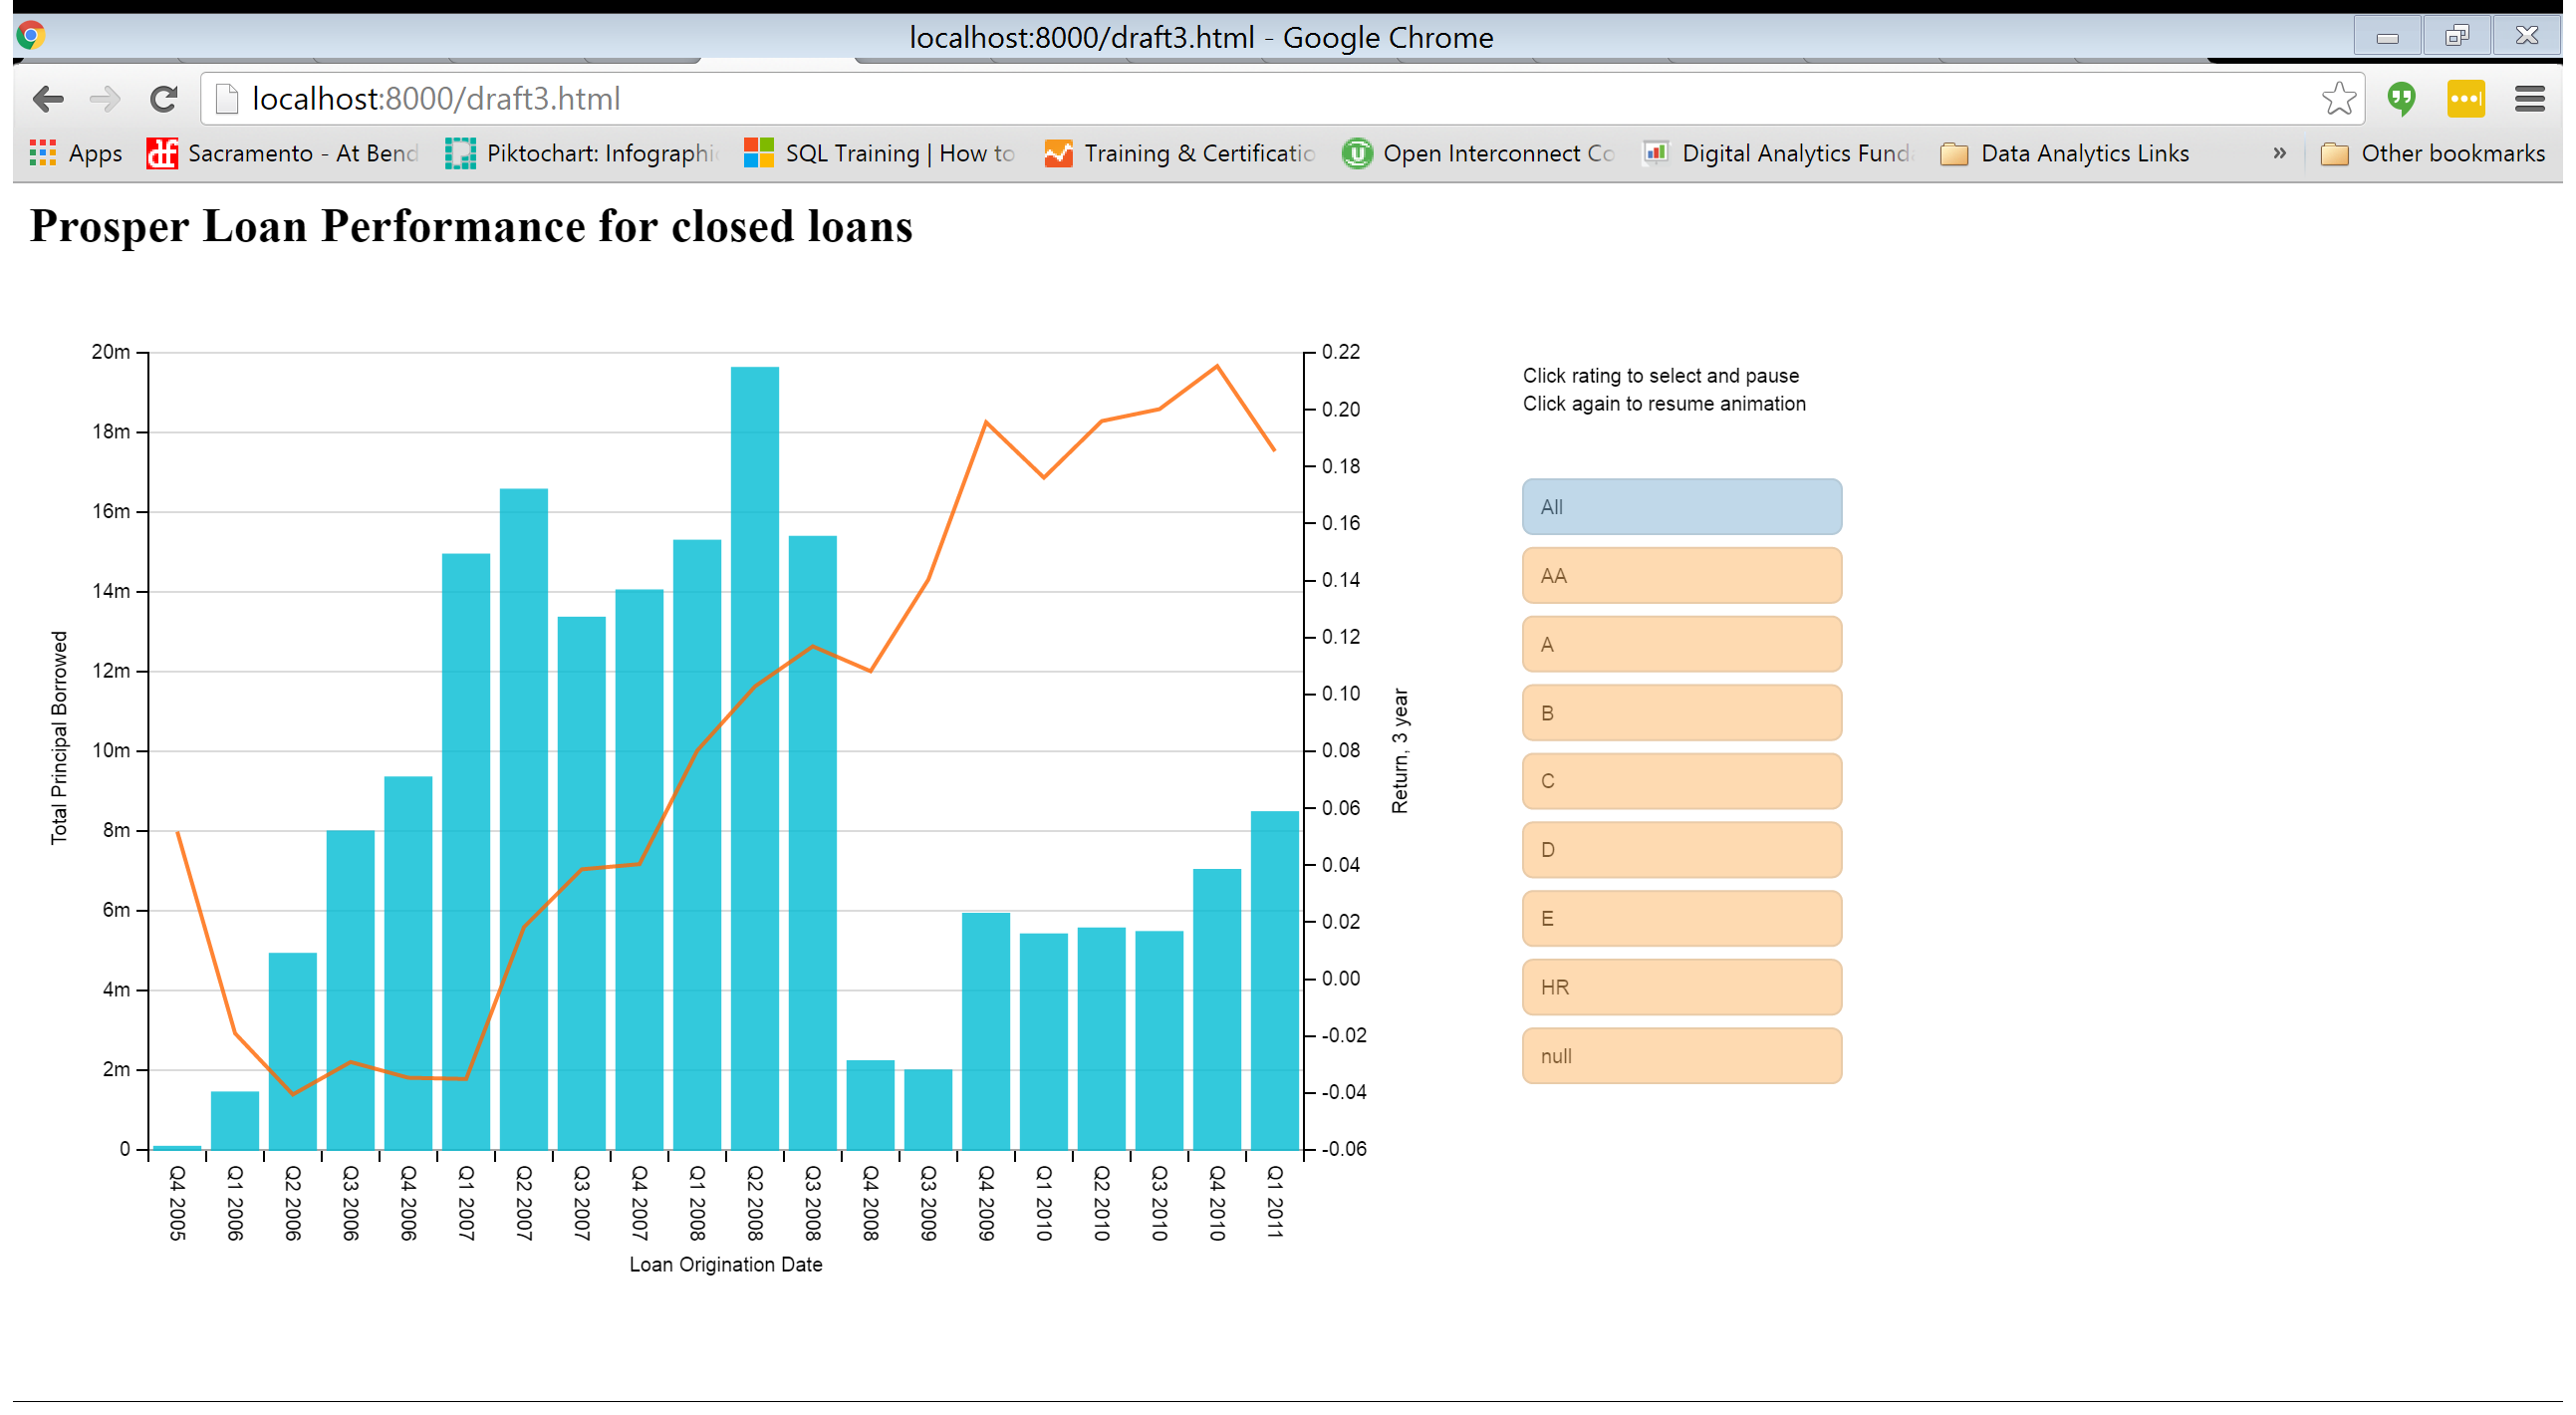 localhost:8000/draft3.html - Google Chrome
localhost:8000/draft3.html
Apps
Sacramento - At Bend
Piktochart: Infographic
SQL Training | How to
Training & Certificatio
Open Interconnect Co
Digital Analytics Fund
Data Analytics Links
»
Other bookmarks
Prosper Loan Performance for closed loans
20m
18m
16m
14m
12m
10m
8m
6m
4m
2m
0
Total Principal Borrowed
0.22
0.20
0.18
0.16
0.14
0.12
0.10
0.08
0.06
0.04
0.02
0.00
-0.02
-0.04
-0.06
Return, 3 year
Q4 2005
Q1 2006
Q2 2006
Q3 2006
Q4 2006
Q1 2007
Q2 2007
Q3 2007
Q4 2007
Q1 2008
Q2 2008
Q3 2008
Q4 2008
Q3 2009
Q4 2009
Q1 2010
Q2 2010
Q3 2010
Q4 2010
Q1 2011
Loan Origination Date
Click rating to select and pause
Click again to resume animation
All
AA
A
B
C
D
E
HR
null